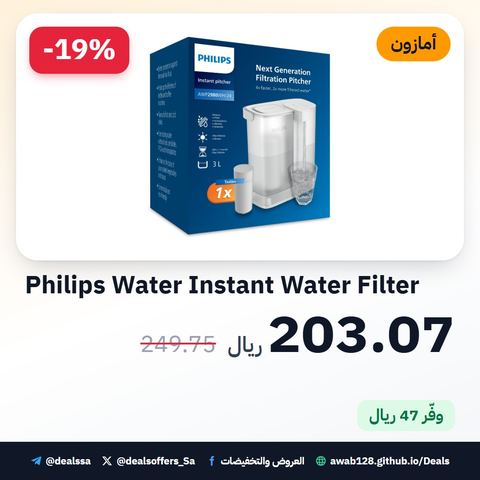 -19%
أمازون
PHILIPS
Instant pitcher
Next Generation
Filtration Pitcher
3 L
1x
Philips Water Instant Water Filter
203.07 ريال 249.75
وفّر 47 ريال
@dealssa @dealsoffers_Sa العروض والتخفيضات awab128.github.io/Deals